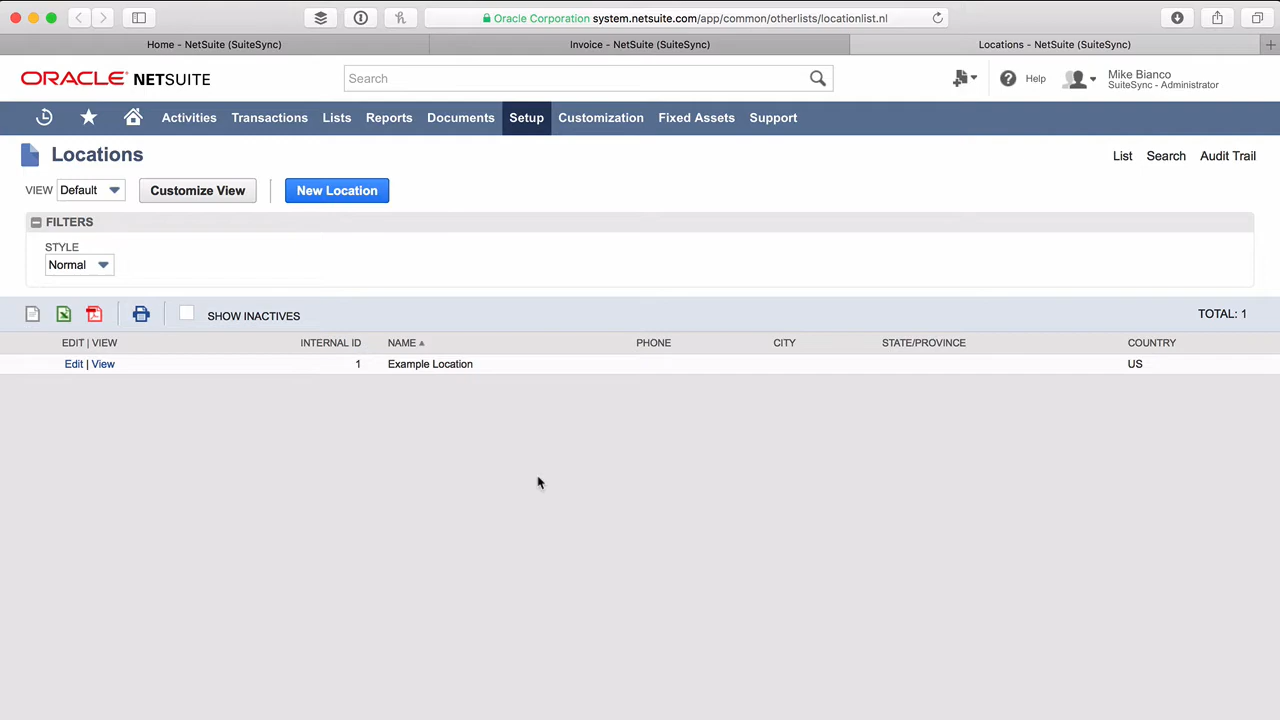 Oracle Corporation system.netsuite.com/app/common/otherlists/locationlist.nl
Home - NetSuite (SuiteSync)
Invoice - NetSuite (SuiteSync)
Locations - NetSuite (SuiteSync)
ORACLE NETSUITE
Search
Help
Mike Bianco
SuiteSync - Administrator
Activities
Transactions
Lists
Reports
Documents
Setup
Customization
Fixed Assets
Support
Locations
List
Search
Audit Trail
VIEW Default
Customize View
New Location
FILTERS
STYLE
Normal
SHOW INACTIVES
TOTAL: 1
EDIT | VIEW
INTERNAL ID
NAME
PHONE
CITY
STATE/PROVINCE
COUNTRY
Edit | View
1
Example Location
US